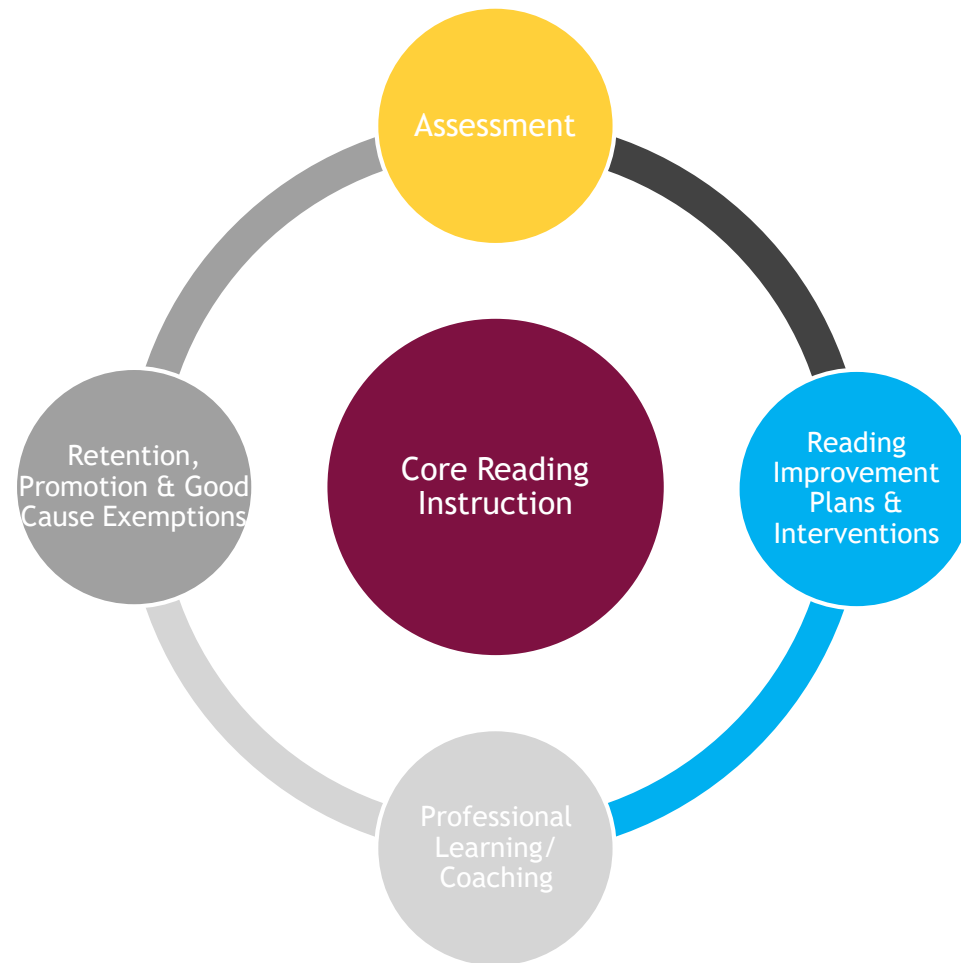 Assessment
Reading
Improvement
Plans &
Interventions
Professional
Learning/
Coaching
Retention,
Promotion & Good
Cause Exemptions
Core Reading
Instruction